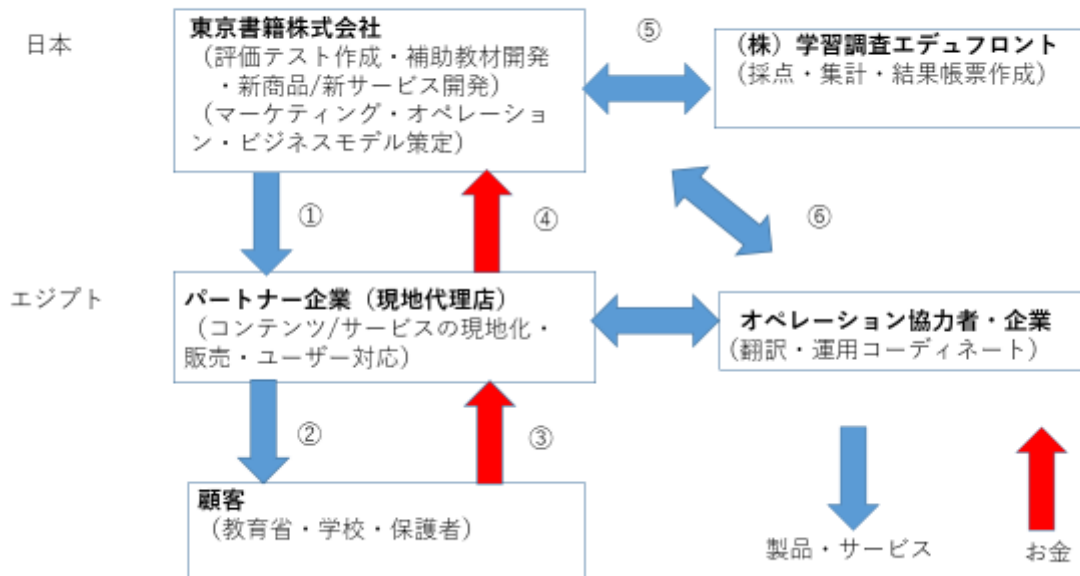 日本
東京書籍株式会社
（評価テスト作成・補助教材開発
・新商品/新サービス開発）
（マーケティング・オペレーショ
ン・ビジネスモデル策定）
⑤
（株）学習調査エデュフロント
（採点・集計・結果帳票作成）
①
④
⑥
エジプト
パートナー企業（現地代理店）
（コンテンツ/サービスの現地化・
販売・ユーザー対応）
オペレーション協力者・企業
（翻訳・運用コーディネート）
②
③
顧客
（教育省・学校・保護者）
製品・サービス
お金